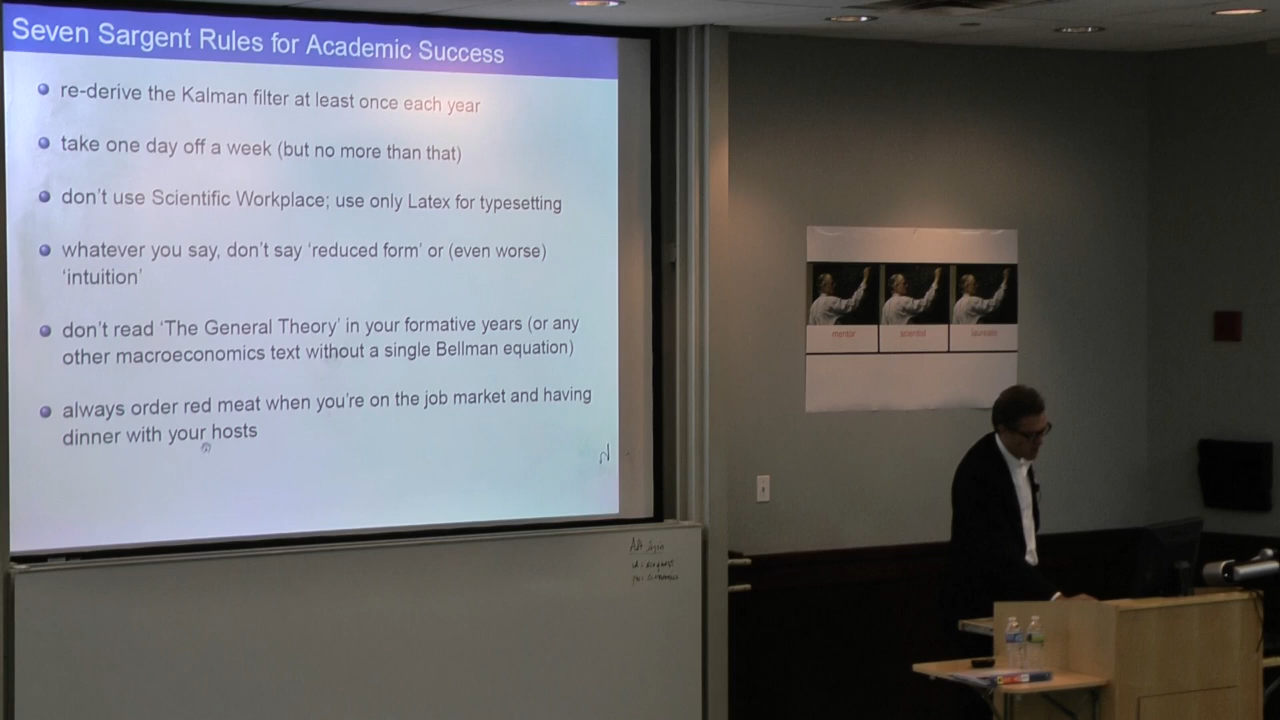 Seven Sargent Rules for Academic Success
re-derive the Kalman filter at least once each year
take one day off a week (but no more than that)
don't use Scientific Workplace; use only Latex for typesetting
whatever you say, don't say 'reduced form' or (even worse)
'intuition'
don't read 'The General Theory' in your formative years (or any
other macroeconomics text without a single Bellman equation)
always order red meat when you're on the job market and having
dinner with your hosts
mentor
scientist
laureate